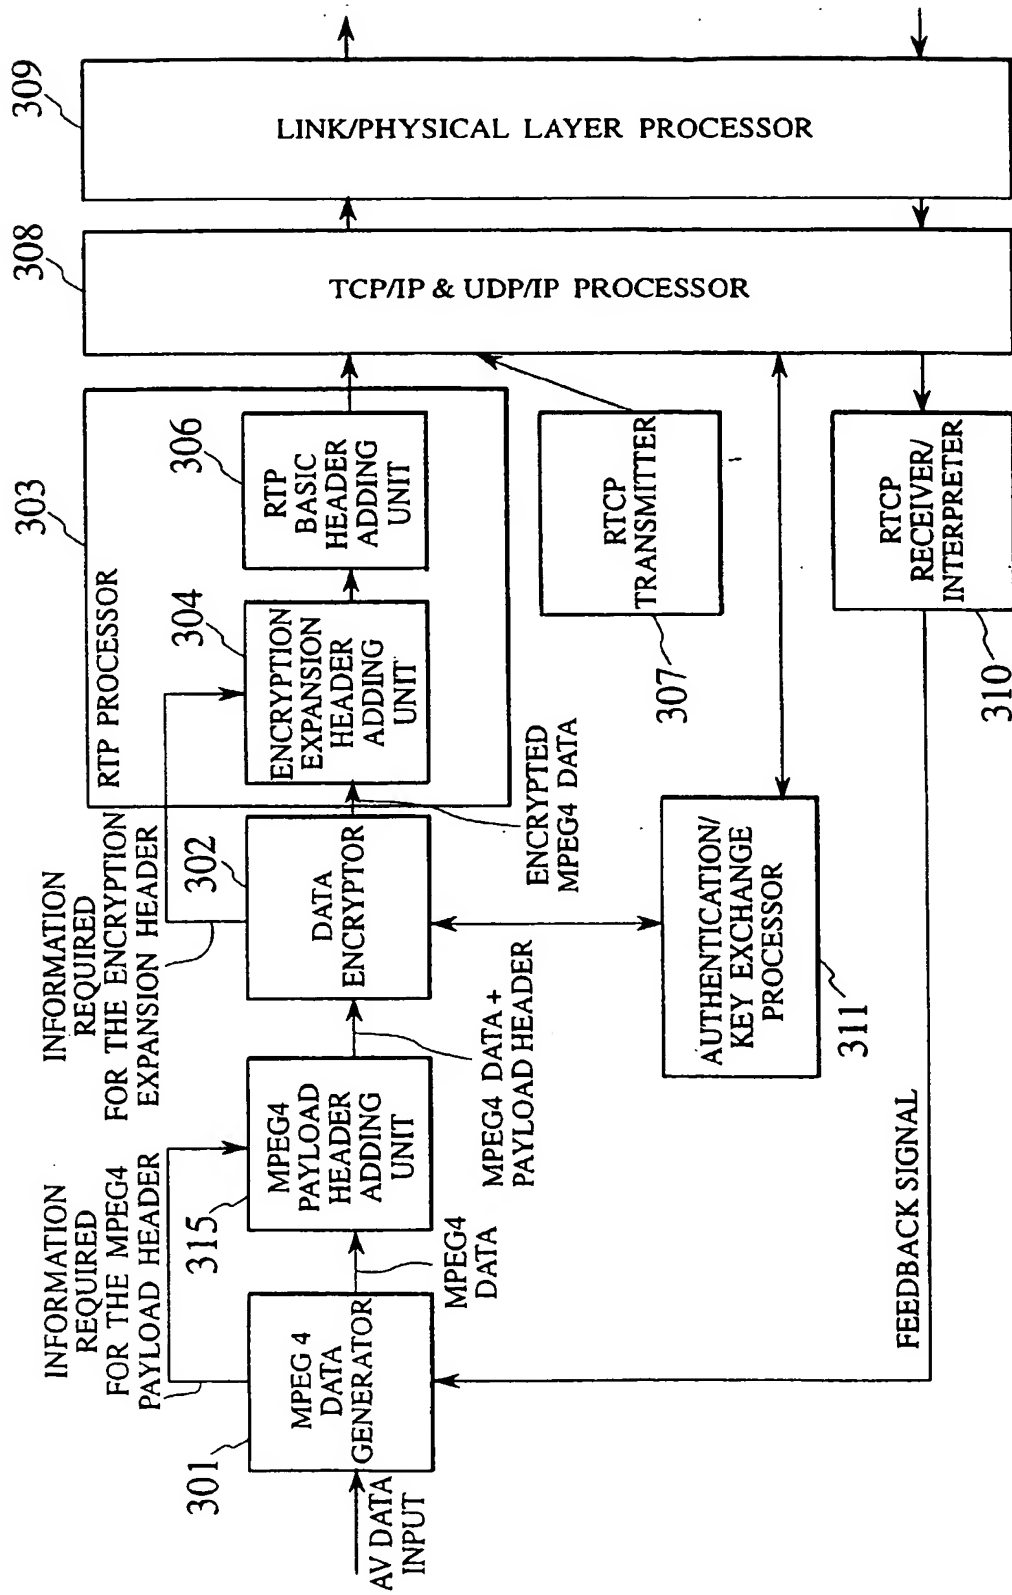 309
LINK/PHYSICAL LAYER PROCESSOR
308
TCP/IP & UDP/IP PROCESSOR
303
RTP PROCESSOR
306
RTP
BASIC
HEADER
ADDING
UNIT
304
ENCRYPTION
EXPANSION
HEADER
ADDING
UNIT
RTCP
TRANSMITTER
307
RTCP
RECEIVER/
INTERPRETER
310
INFORMATION
REQUIRED
FOR THE ENCRYPTION
EXPANSION HEADER
302
DATA
ENCRYPTOR
ENCRYPTED
MPEG4 DATA
AUTHENTICATION/
KEY EXCHANGE
PROCESSOR
311
INFORMATION
REQUIRED
FOR THE MPEG4
PAYLOAD HEADER
315
MPEG4
PAYLOAD
HEADER
ADDING
UNIT
MPEG4 DATA+
PAYLOAD HEADER
MPEG4
DATA
301
MPEG 4
DATA
GENERATOR
AV DATA
INPUT
FEEDBACK SIGNAL